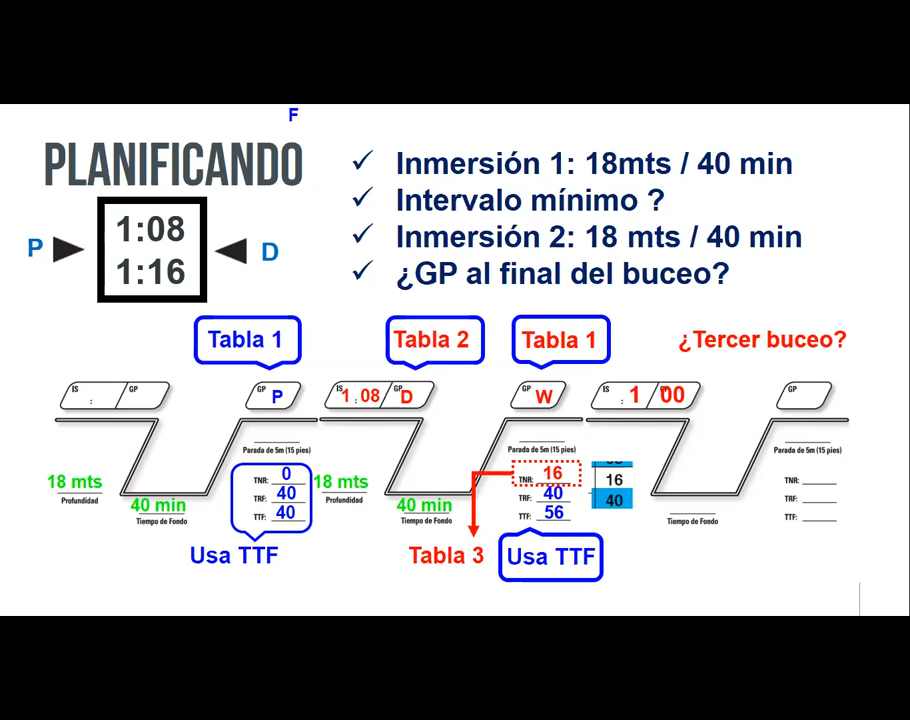 F
PLANIFICANDO
✓ Inmersión 1: 18mts / 40 min
✓ Intervalo mínimo ?
✓ Inmersión 2: 18 mts / 40 min
✓ ¿GP al final del buceo?
P 1:08 D
1:16
Tabla 1 Tabla 2 Tabla 1 ¿Tercer buceo?
IS : GP GP P IS 1:08 GP D GP W IS : 1 00 GP
Parada de 5m (15 pies) Parada de 5m (15 pies) Parada de 5m (15 pies)
18 mts TNR: 0 18 mts TNR: 16 16 TNR:
Profundidad TRF: 40 Profundidad TRF: 40 40 TRF:
40 min TTF: 40 40 min TTF: 56 TTF:
Tiempo de Fondo Tiempo de Fondo Tiempo de Fondo
Usa TTF Tabla 3 Usa TTF